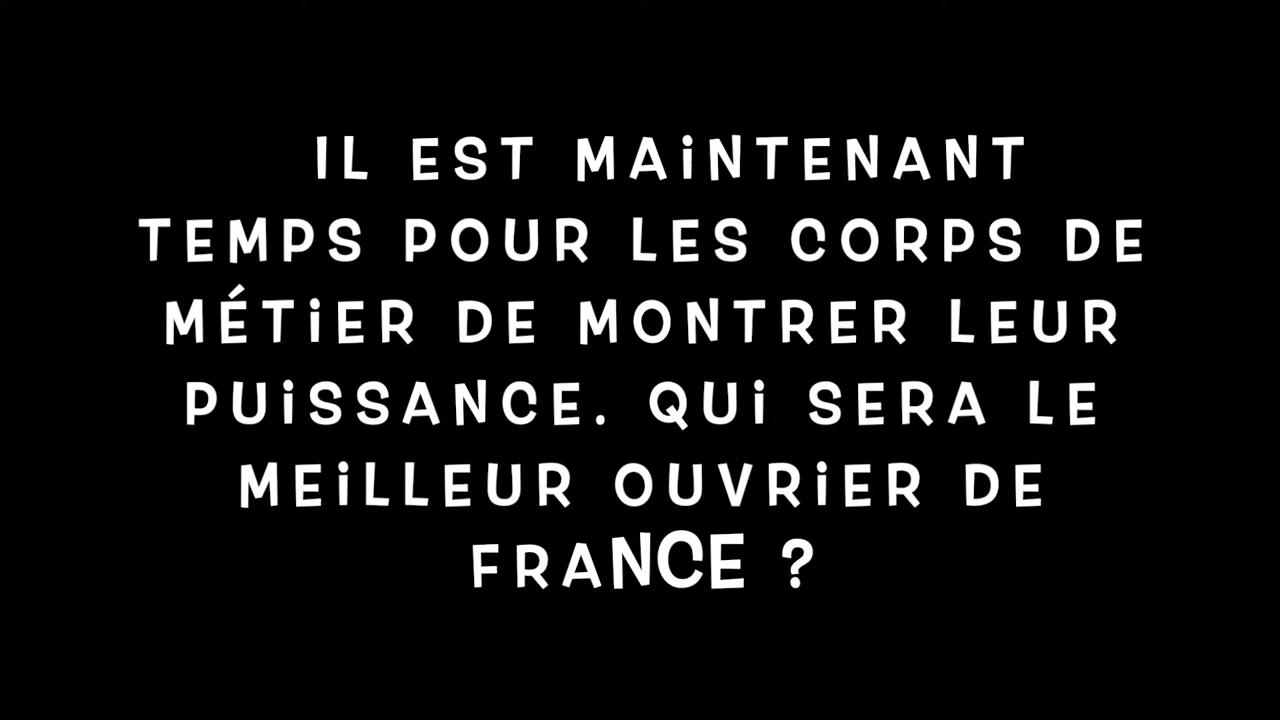 IL EST MAINTENANT
TEMPS POUR LES CORPS DE
MÉTIER DE MONTRER LEUR
PUISSANCE. QUI SERA LE
MEILLEUR OUVRIER DE
FRANCE ?